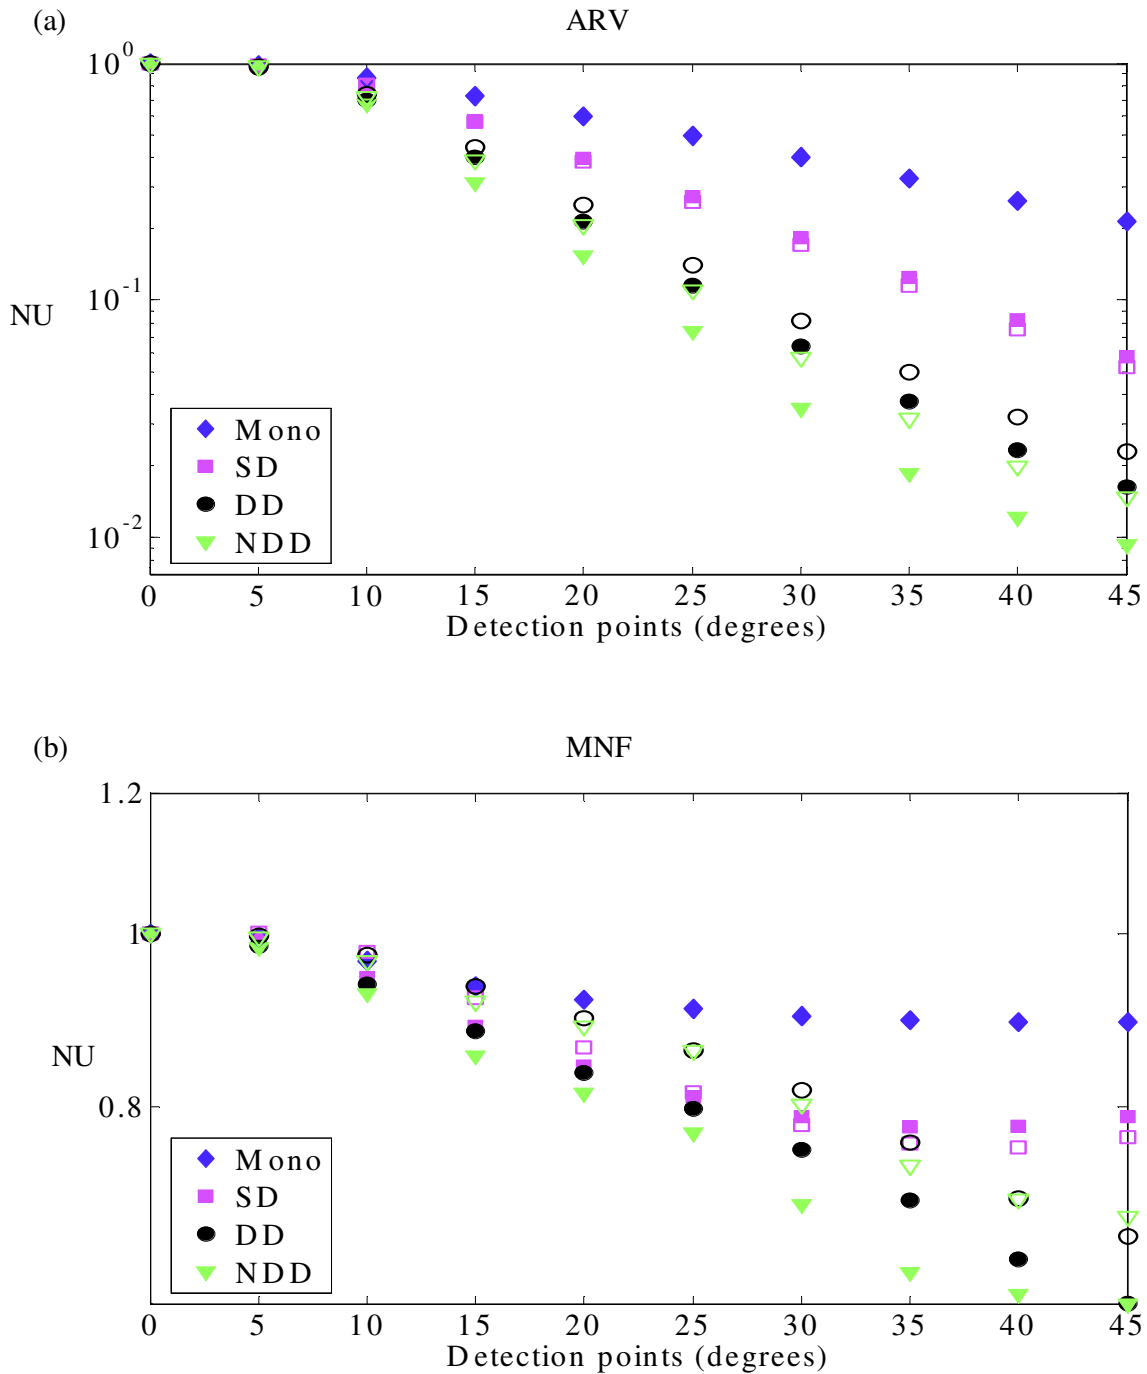 (a)
ARV
10^0
10^-1
10^-2
NU
Mono
SD
DD
NDD
0 5 10 15 20 25 30 35 40 45
Detection points (degrees)
(b)
MNF
1.2
1
0.8
NU
Mono
SD
DD
NDD
0 5 10 15 20 25 30 35 40 45
Detection points (degrees)